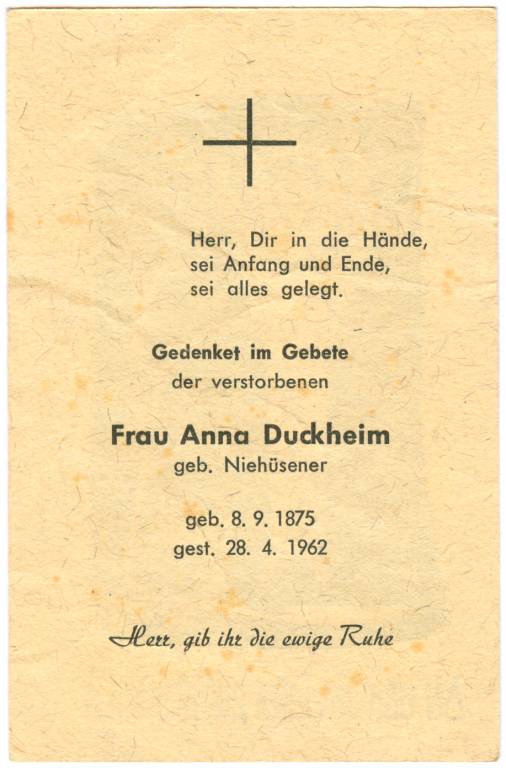 Herr, Dir in die Hände,
sei Anfang und Ende,
sei alles gelegt.
Gedenket im Gebete
der verstorbenen
Frau Anna Duckheim
geb. Niehüsener
geb. 8. 9. 1875
gest. 28. 4. 1962
Herr, gib ihr die ewige Ruhe